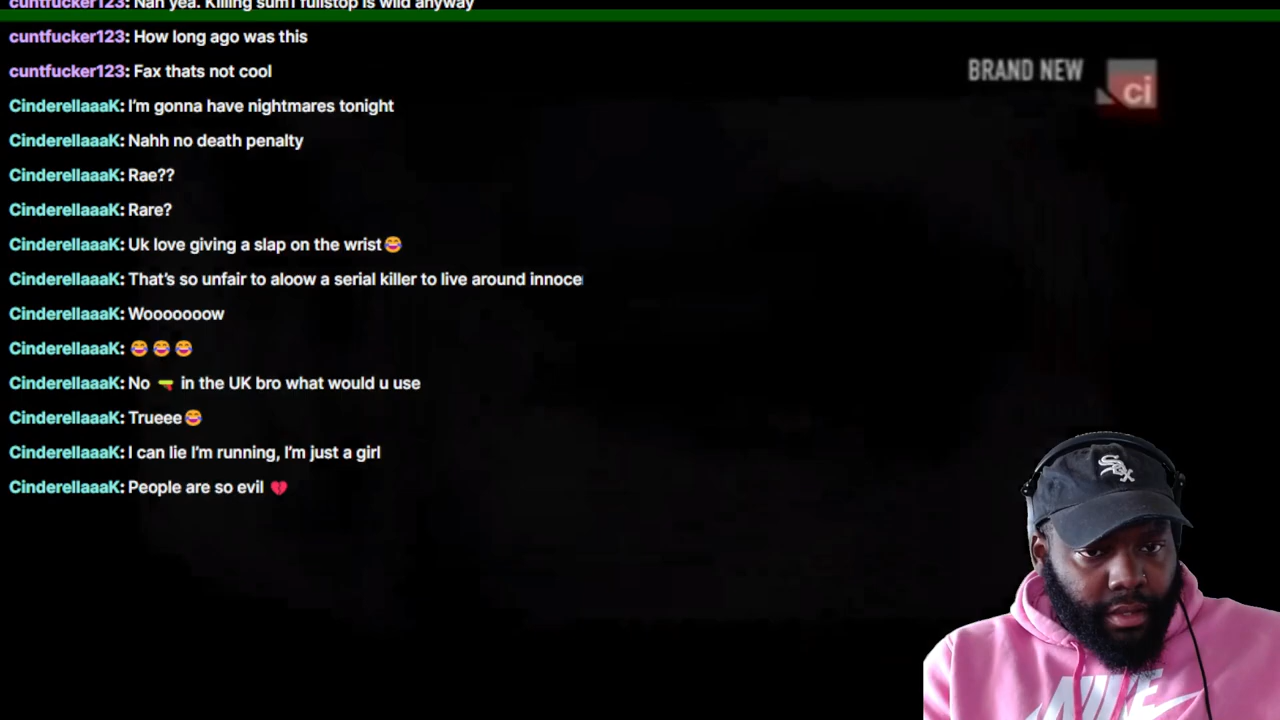 cuntfucker123: Nah yea. Killing sum1 fullstop is wild anyway
cuntfucker123: How long ago was this
cuntfucker123: Fax thats not cool
BRAND NEW
ci
CinderellaaaK: I'm gonna have nightmares tonight
CinderellaaaK: Nahh no death penalty
CinderellaaaK: Rae??
CinderellaaaK: Rare?
CinderellaaaK: Uk love giving a slap on the wrist😂
CinderellaaaK: That's so unfair to aloow a serial killer to live around innoce
CinderellaaaK: Wooooooow
CinderellaaaK: 😂 😂 😂
CinderellaaaK: No 🔫 in the UK bro what would u use
CinderellaaaK: Trueee😂
CinderellaaaK: I can lie I'm running, I'm just a girl
CinderellaaaK: People are so evil 💔
SOX
NIKE